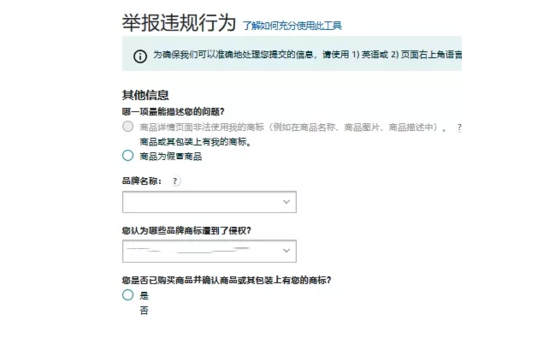 举报违规行为 了解如何充分使用此工具
为确保我们可以准确地处理您提交的信息，请使用 1) 英语或 2) 页面右上角语言
其他信息
哪一项最能描述您的问题?
商品详情页面非法使用我的商标（例如在商品名称、商品图片、商品描述中）。 ?
商品或其包装上有我的商标。
商品为假冒商品
品牌名称: ?
您认为哪些品牌商标遭到了侵权?
您是否已购买商品并确认商品或其包装上有您的商标?
是
否